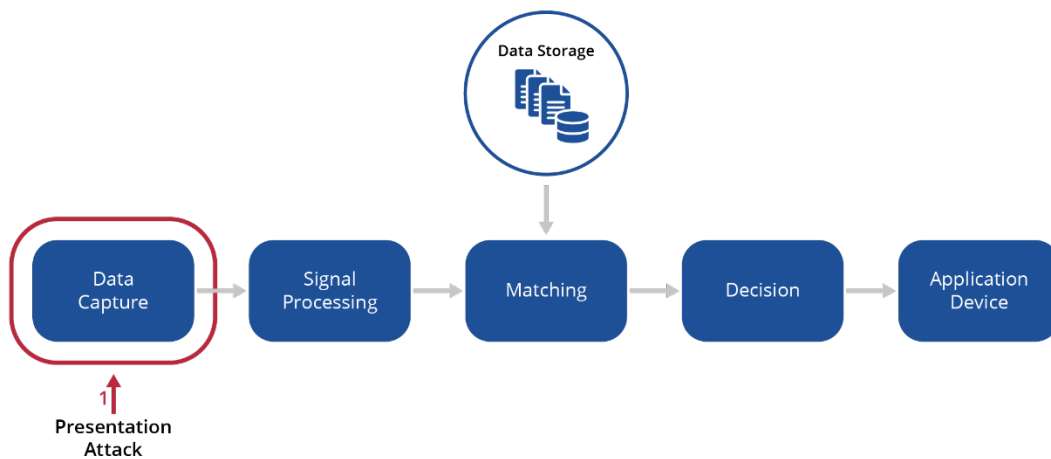 Data Storage
Data
Capture
Signal
Processing
Matching
Decision
Application
Device
1
Presentation
Attack